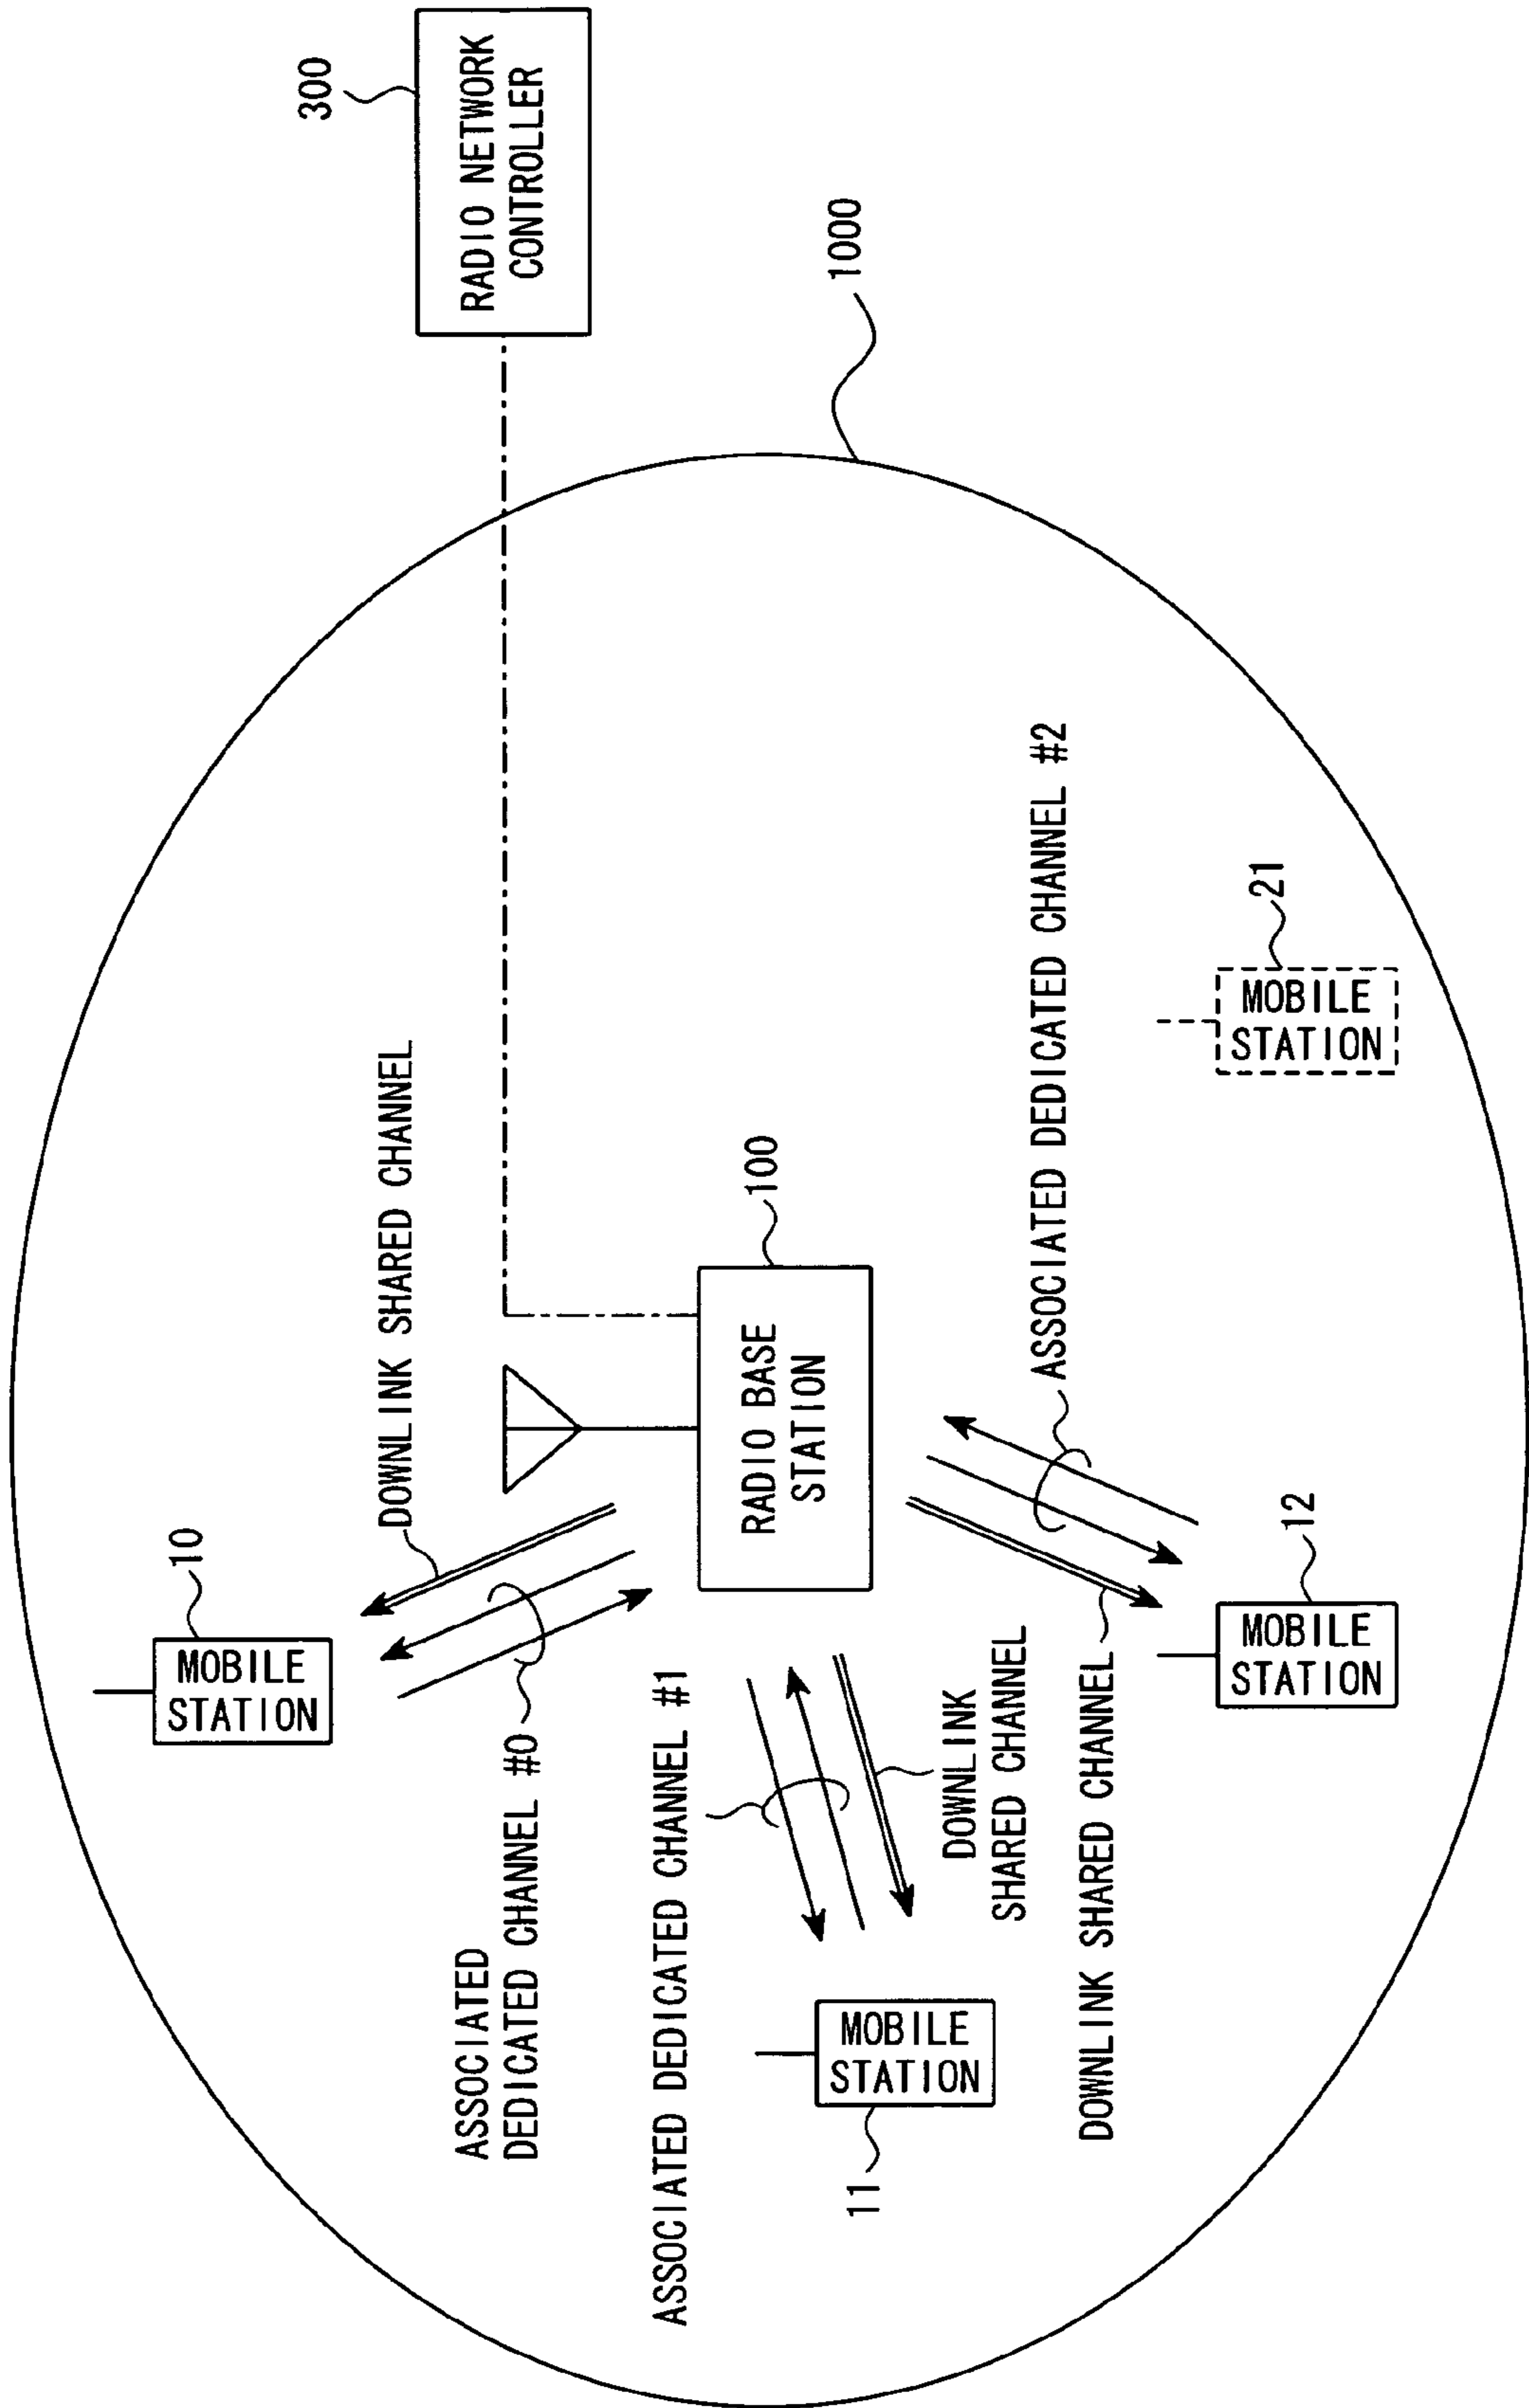 300
RADIO NETWORK
CONTROLLER
1000
10
MOBILE
STATION
DOWNLINK SHARED CHANNEL
ASSOCIATED
DEDICATED CHANNEL #0
100
RADIO BASE
STATION
ASSOCIATED DEDICATED CHANNEL #1
MOBILE
STATION
11
DOWNLINK
SHARED CHANNEL
ASSOCIATED DEDICATED CHANNEL #2
DOWNLINK SHARED CHANNEL
12
MOBILE
STATION
21
MOBILE
STATION